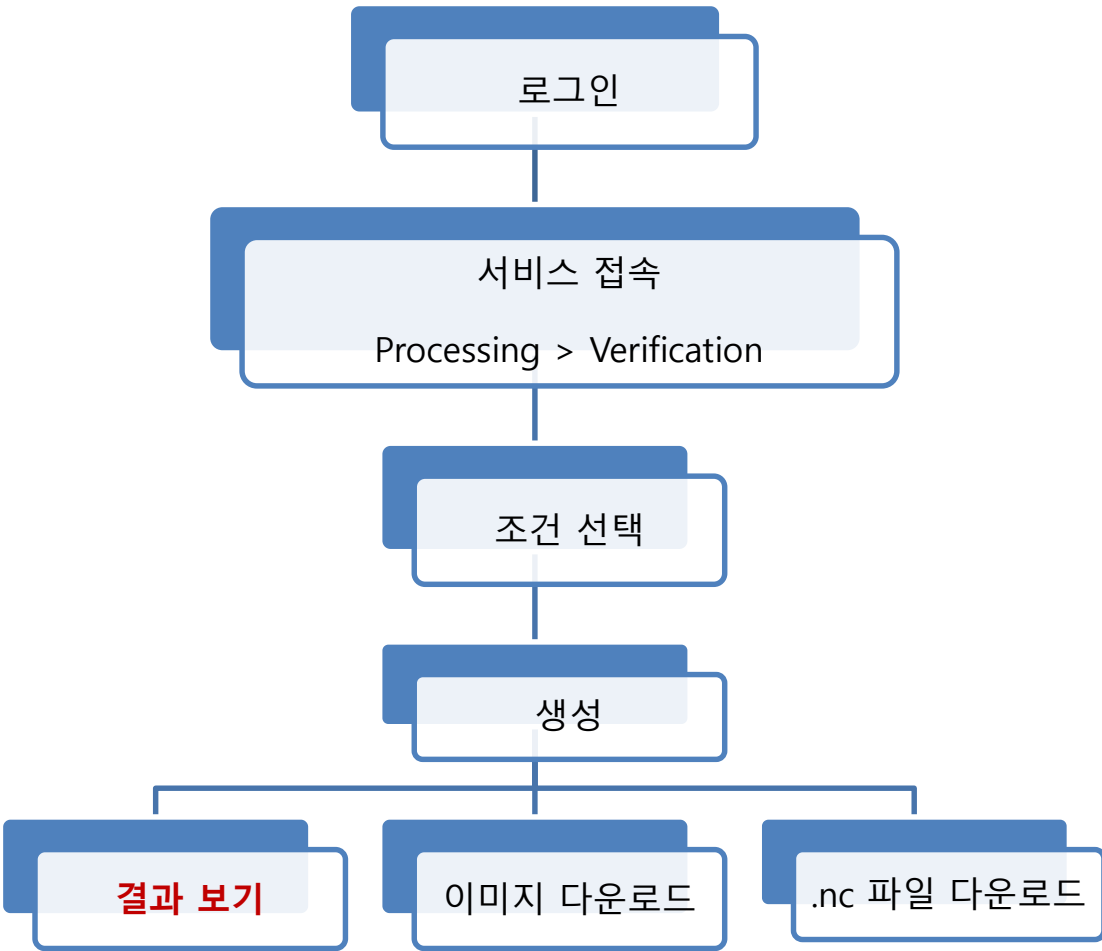 로그인
서비스 접속
Processing > Verification
조건 선택
생성
결과 보기
이미지 다운로드
.nc 파일 다운로드